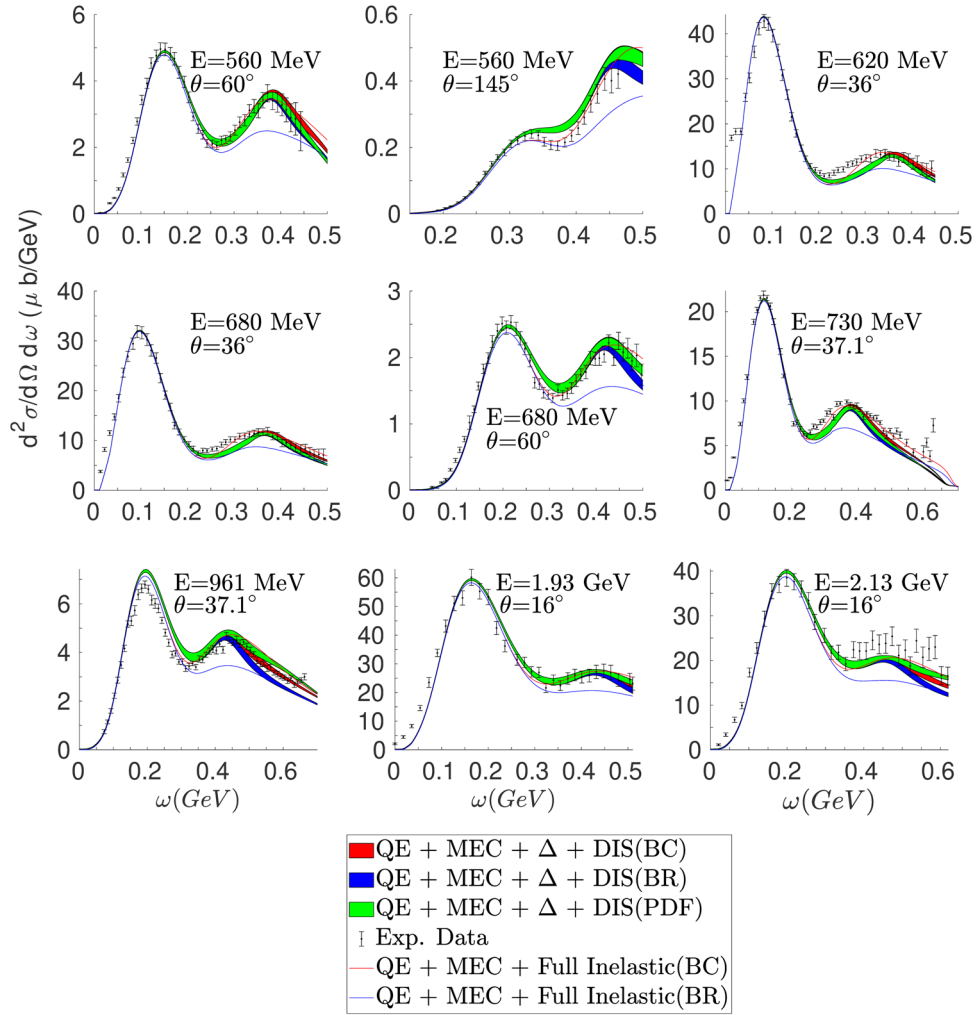 d²σ/dΩ dω (μ b/GeV)
6
4
2
0
E=560 MeV
θ=60°
0 0.1 0.2 0.3 0.4 0.5
0.6
0.4
0.2
0
E=560 MeV
θ=145°
0.2 0.3 0.4 0.5
40
30
20
10
0
E=620 MeV
θ=36°
0 0.1 0.2 0.3 0.4 0.5
40
30
20
10
0
E=680 MeV
θ=36°
0 0.1 0.2 0.3 0.4 0.5
3
2
1
0
E=680 MeV
θ=60°
0 0.1 0.2 0.3 0.4 0.5
20
15
10
5
0
E=730 MeV
θ=37.1°
0 0.2 0.4 0.6
6
4
2
0
E=961 MeV
θ=37.1°
0 0.2 0.4 0.6
ω(GeV)
60
50
40
30
20
10
0
E=1.93 GeV
θ=16°
0 0.1 0.2 0.3 0.4 0.5
ω(GeV)
40
30
20
10
0
E=2.13 GeV
θ=16°
0 0.1 0.2 0.3 0.4 0.5 0.6
ω(GeV)
QE + MEC + Δ + DIS(BC)
QE + MEC + Δ + DIS(BR)
QE + MEC + Δ + DIS(PDF)
Exp. Data
QE + MEC + Full Inelastic(BC)
QE + MEC + Full Inelastic(BR)